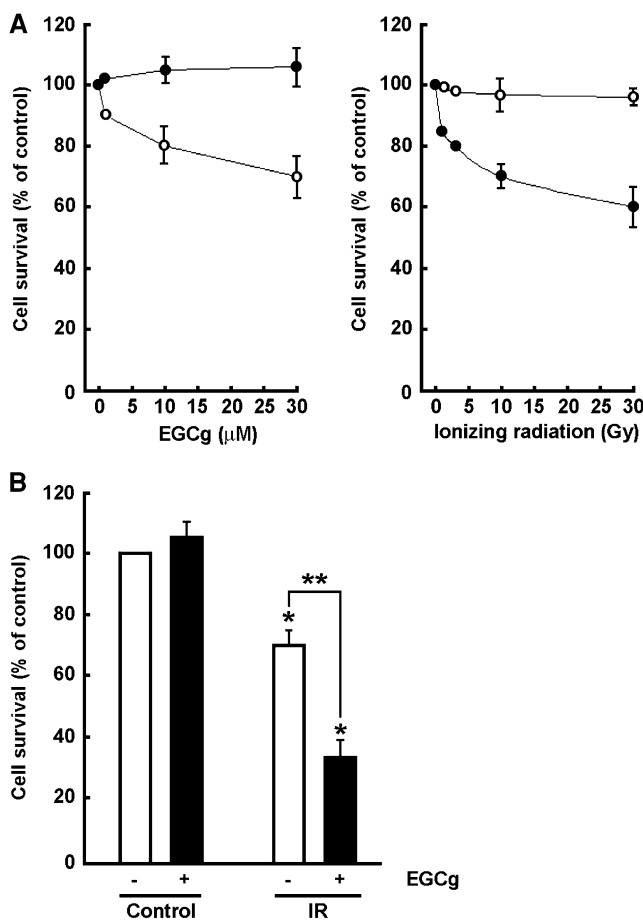 A
Cell survival (% of control)
120
100
80
60
40
20
0
0 5 10 15 20 25 30
EGCg (μM)
Cell survival (% of control)
120
100
80
60
40
20
0
0 5 10 15 20 25 30
Ionizing radiation (Gy)
B
Cell survival (% of control)
120
100
80
60
40
20
0
**
*
*
- + - + EGCg
Control IR